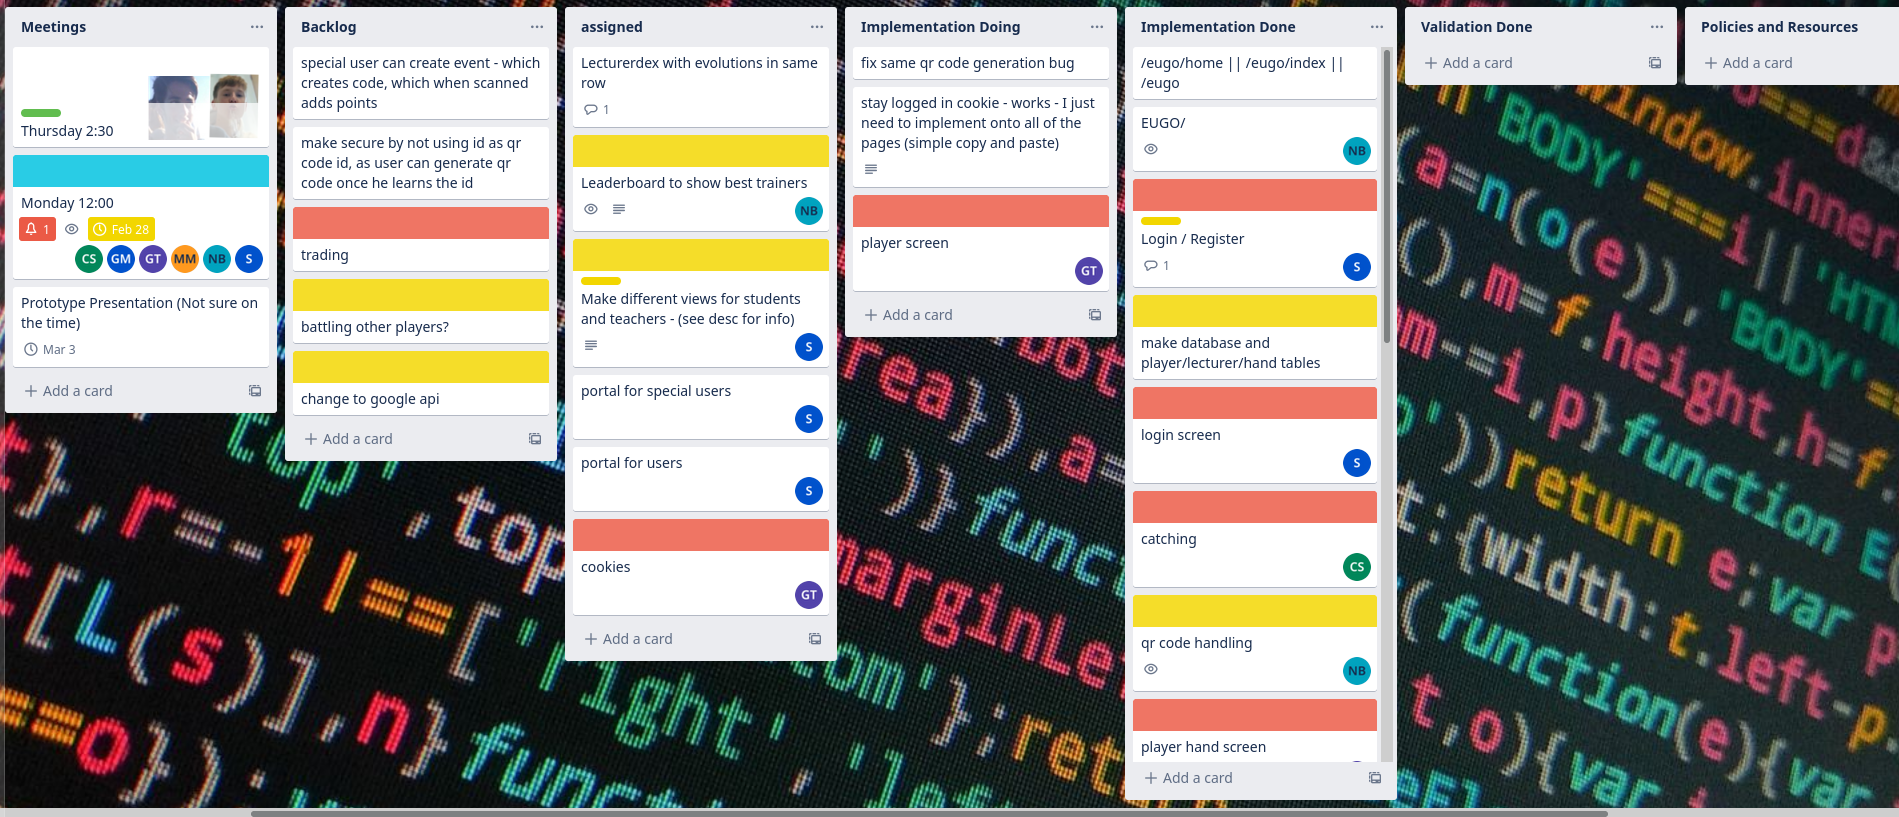 Meetings
Thursday 2:30
Monday 12:00
1
Feb 28
CS GM GT MM NB S
Prototype Presentation (Not sure on
the time)
Mar 3
+ Add a card
Backlog
special user can create event - which
creates code, which when scanned
adds points
make secure by not using id as qr
code id, as user can generate qr
code once he learns the id
trading
battling other players?
change to google api
+ Add a card
assigned
Lecturerdex with evolutions in same
row
1
Leaderboard to show best trainers
NB
Make different views for students
and teachers - (see desc for info)
S
portal for special users
S
portal for users
S
cookies
GT
+ Add a card
Implementation Doing
fix same qr code generation bug
stay logged in cookie - works - I just
need to implement onto all of the
pages (simple copy and paste)
player screen
GT
+ Add a card
Implementation Done
/eugo/home || /eugo/index ||
/eugo
EUGO/
NB
Login / Register
1
S
make database and
player/lecturer/hand tables
login screen
S
catching
CS
qr code handling
NB
player hand screen
+ Add a card
Validation Done
+ Add a card
Policies and Resources
+ Add a card